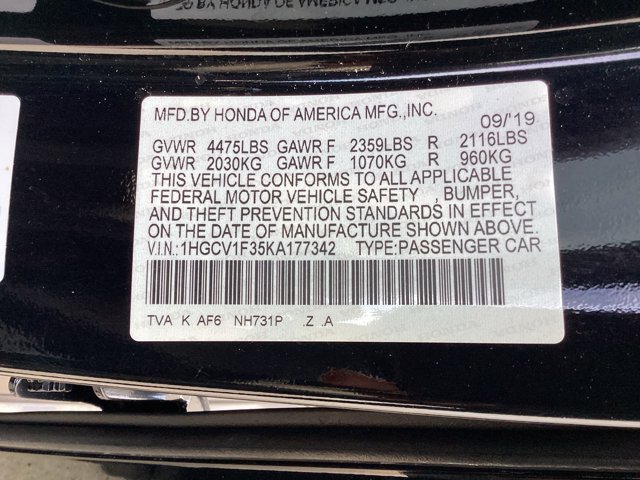 MFD.BY HONDA OF AMERICA MFG.,INC.
09/'19
GVWR 4475LBS GAWR F 2359LBS R 2116LBS
GVWR 2030KG GAWR F 1070KG R 960KG
THIS VEHICLE CONFORMS TO ALL APPLICABLE
FEDERAL MOTOR VEHICLE SAFETY , BUMPER,
AND THEFT PREVENTION STANDARDS IN EFFECT
ON THE DATE OF MANUFACTURE SHOWN ABOVE.
V.I.N.:1HGCV1F35KA177342 TYPE:PASSENGER CAR
TVA K AF6 NH731P .Z .A